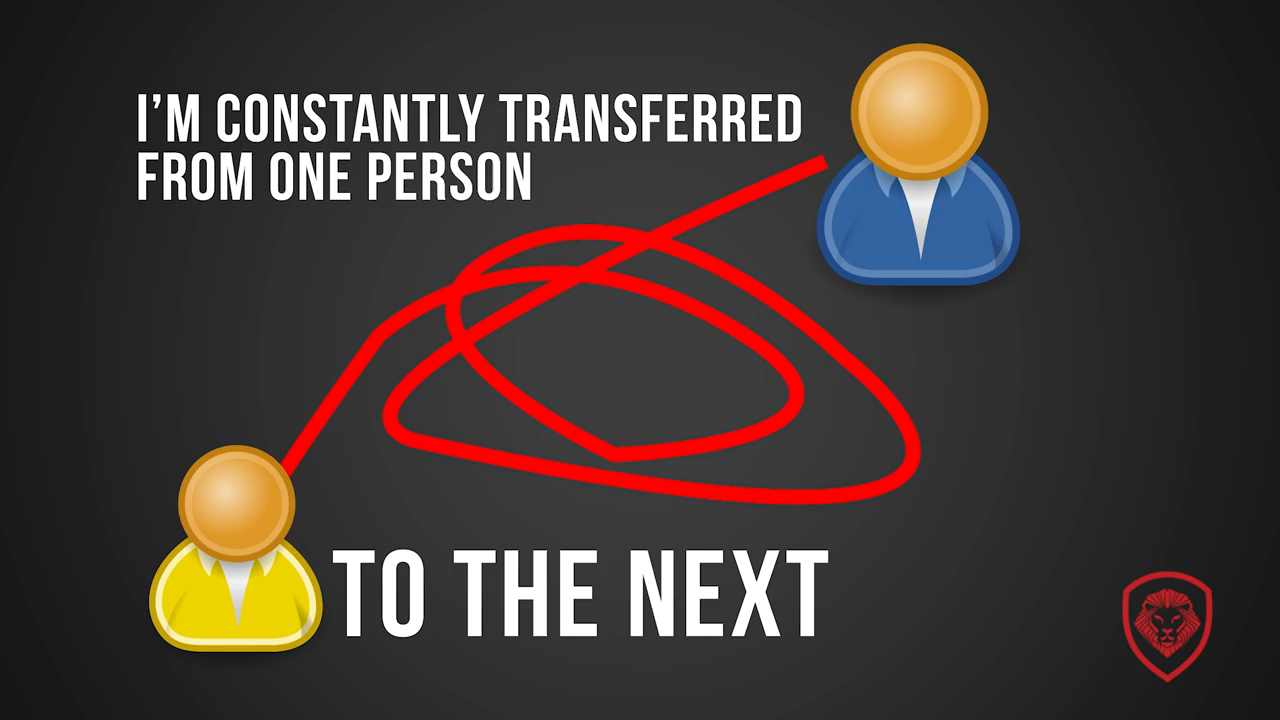 I'M CONSTANTLY TRANSFERRED
FROM ONE PERSON
TO THE NEXT